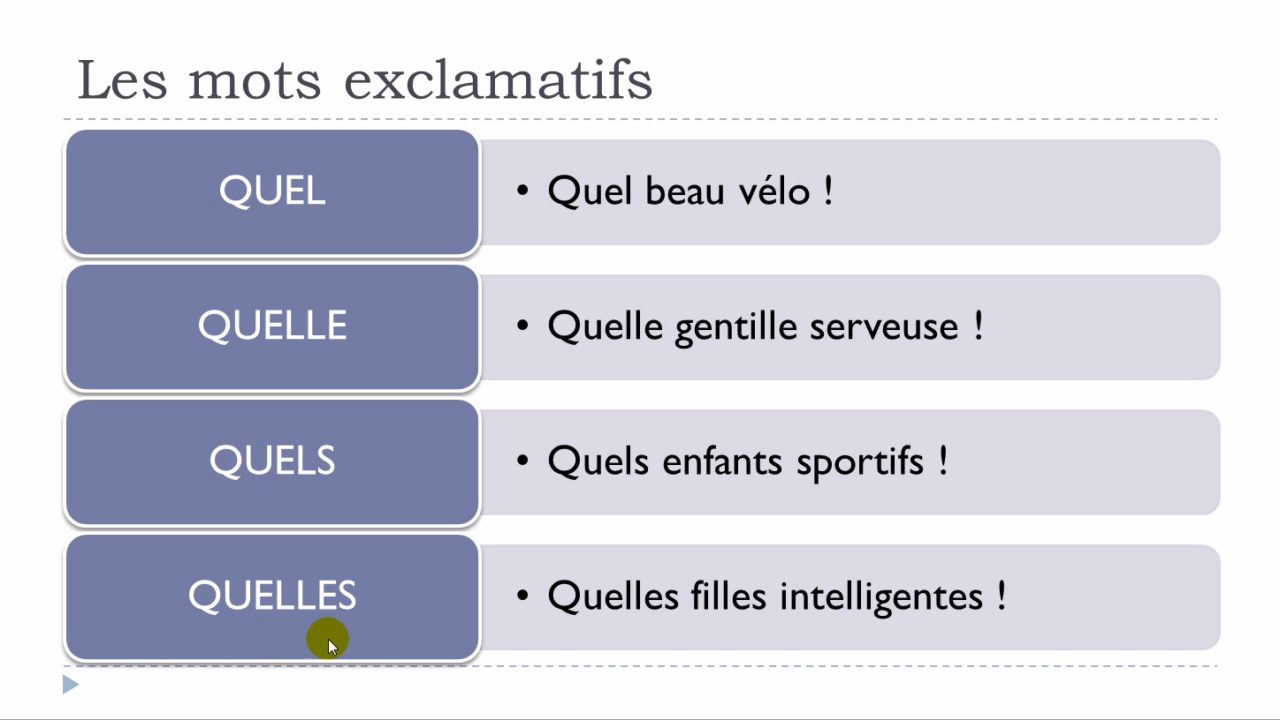 Les mots exclamatifs
QUEL
• Quel beau vélo !
QUELLE
• Quelle gentille serveuse !
QUELS
• Quels enfants sportifs !
QUELLES
• Quelles filles intelligentes !